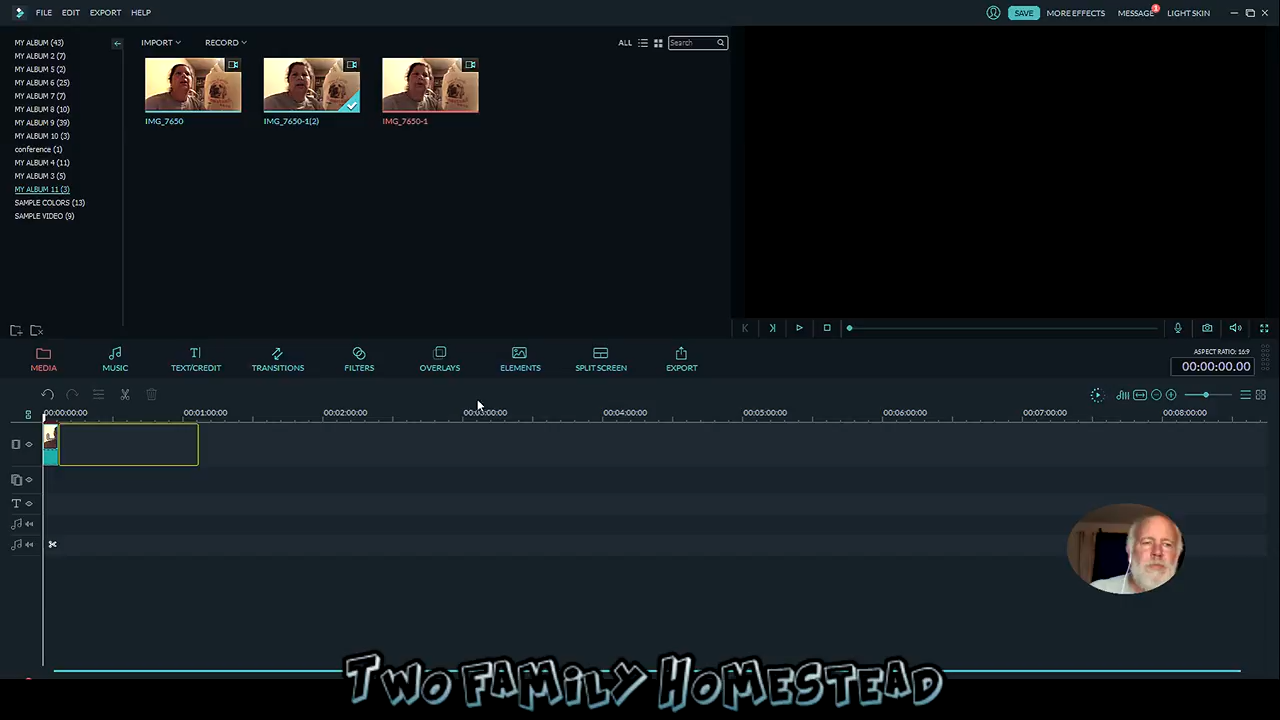 FILE EDIT EXPORT HELP
SAVE MORE EFFECTS MESSAGE 1 LIGHT SKIN
MY ALBUM (43)
MY ALBUM 2 (7)
MY ALBUM 5 (2)
MY ALBUM 6 (25)
MY ALBUM 7 (7)
MY ALBUM 8 (10)
MY ALBUM 9 (39)
MY ALBUM 10 (3)
conference (1)
MY ALBUM 4 (11)
MY ALBUM 3 (5)
MY ALBUM 11 (3)
SAMPLE COLORS (13)
SAMPLE VIDEO (9)
IMPORT RECORD ALL Search
IMG_7650 IMG_7650-1(2) IMG_7650-1
MEDIA MUSIC TEXT/CREDIT TRANSITIONS FILTERS OVERLAYS ELEMENTS SPLIT SCREEN EXPORT
ASPECT RATIO: 16:9
00:00:00.00
00:00:00:00 00:01:00:00 00:02:00:00 00:03:00:00 00:04:00:00 00:05:00:00 00:06:00:00 00:07:00:00 00:08:00:00
Two Family Homestead